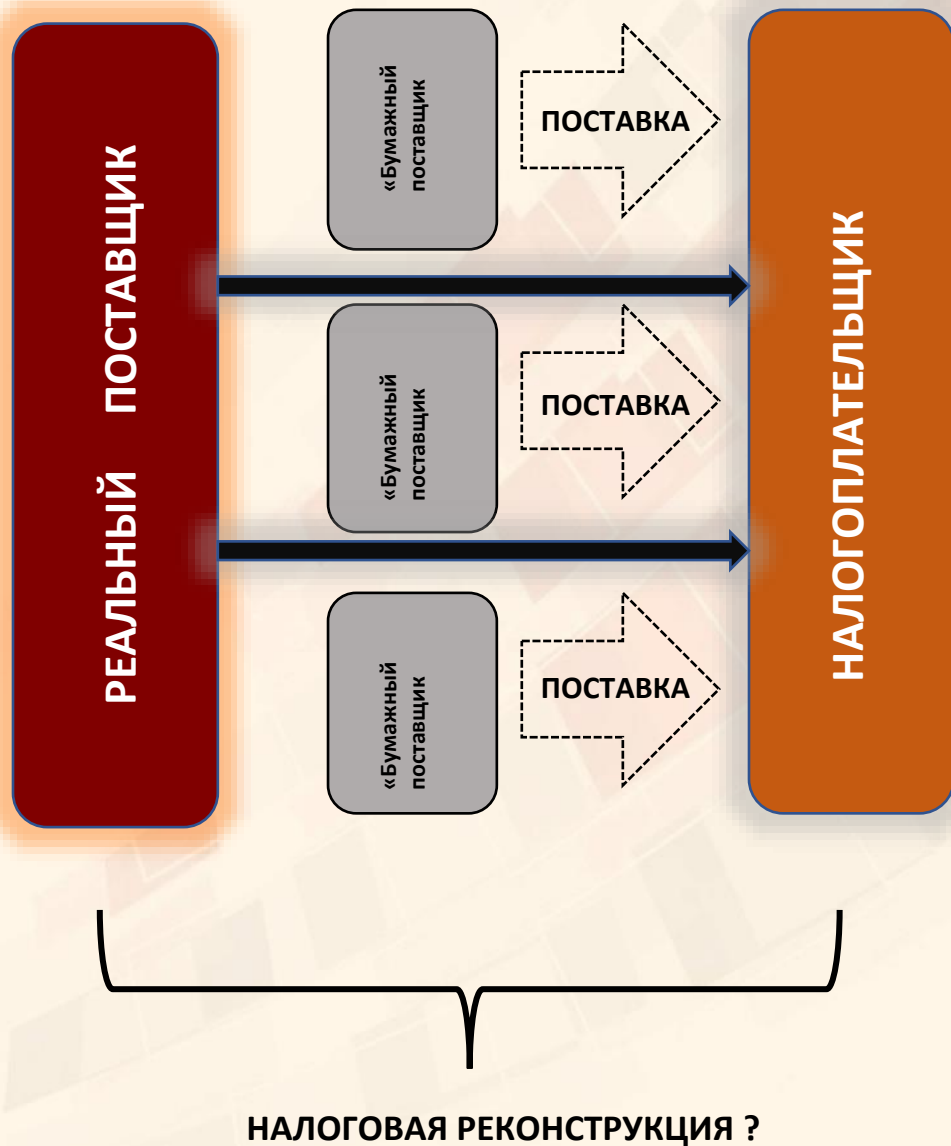 РЕАЛЬНЫЙ ПОСТАВЩИК
«Бумажный
поставщик
ПОСТАВКА
«Бумажный
поставщик
ПОСТАВКА
«Бумажный
поставщик
ПОСТАВКА
НАЛОГОПЛАТЕЛЬЩИК
НАЛОГОВАЯ РЕКОНСТРУКЦИЯ ?